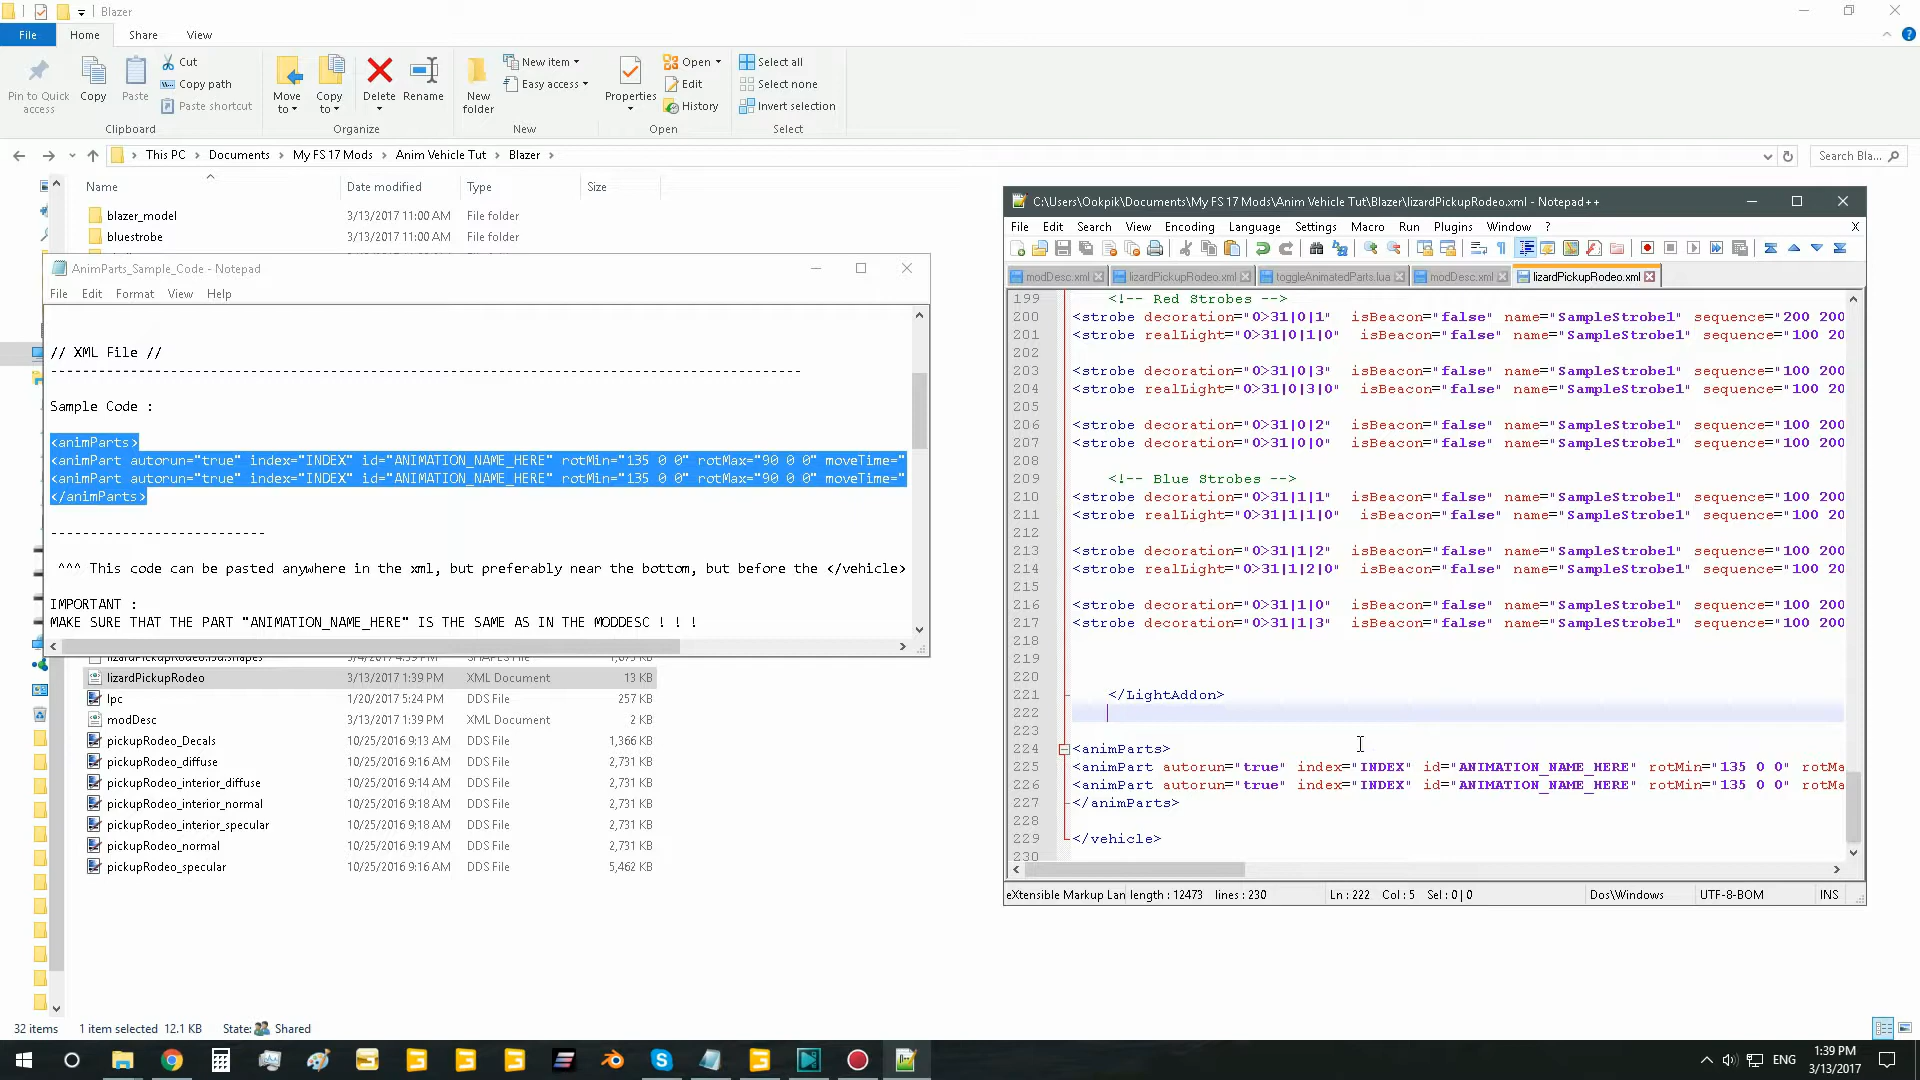 Blazer
File Home Share View
Pin to Quick access
Copy
Paste
Cut
Copy path
Paste shortcut
Clipboard
Move to
Copy to
Delete
Rename
Organize
New folder
New item
Easy access
New
Properties
Open
Edit
History
Open
Select all
Select none
Invert selection
Select
This PC Documents My FS 17 Mods Anim Vehicle Tut Blazer
Search Bla...
Name Date modified Type Size
blazer_model 3/13/2017 11:00 AM File folder
bluestrobe 3/13/2017 11:00 AM File folder
AnimParts_Sample_Code - Notepad
File Edit Format View Help
// XML File //
Sample Code :
<animParts>
<animPart autorun="true" index="INDEX" id="ANIMATION_NAME_HERE" rotMin="135 0 0" rotMax="90 0 0" moveTime="
<animPart autorun="true" index="INDEX" id="ANIMATION_NAME_HERE" rotMin="135 0 0" rotMax="90 0 0" moveTime="
</animParts>
--------------------------
^^^ This code can be pasted anywhere in the xml, but preferably near the bottom, but before the </vehicle>
IMPORTANT :
MAKE SURE THAT THE PART "ANIMATION_NAME_HERE" IS THE SAME AS IN THE MODDESC ! ! !
lizardPickupRodeo 3/13/2017 1:39 PM XML Document 13 KB
lpc 1/20/2017 5:24 PM DDS File 257 KB
modDesc 3/13/2017 1:39 PM XML Document 2 KB
pickupRodeo_Decals 10/25/2016 9:13 AM DDS File 1,366 KB
pickupRodeo_diffuse 10/25/2016 9:16 AM DDS File 2,731 KB
pickupRodeo_interior_diffuse 10/25/2016 9:14 AM DDS File 2,731 KB
pickupRodeo_interior_normal 10/25/2016 9:18 AM DDS File 2,731 KB
pickupRodeo_interior_specular 10/25/2016 9:18 AM DDS File 2,731 KB
pickupRodeo_normal 10/25/2016 9:19 AM DDS File 2,731 KB
pickupRodeo_specular 10/25/2016 9:16 AM DDS File 5,462 KB
C:\Users\Ookpik\Documents\My FS 17 Mods\Anim Vehicle Tut\Blazer\lizardPickupRodeo.xml - Notepad++
File Edit Search View Encoding Language Settings Macro Run Plugins Window ? X
modDesc.xml lizardPickupRodeo.xml toggleAnimatedParts.lua modDesc.xml lizardPickupRodeo.xml
199 <!-- Red Strobes -->
200 <strobe decoration="0>31|0|1" isBeacon="false" name="SampleStrobe1" sequence="200 200
201 <strobe realLight="0>31|0|1|0" isBeacon="false" name="SampleStrobe1" sequence="100 20
202
203 <strobe decoration="0>31|0|3" isBeacon="false" name="SampleStrobe1" sequence="100 200
204 <strobe realLight="0>31|0|3|0" isBeacon="false" name="SampleStrobe1" sequence="100 20
205
206 <strobe decoration="0>31|0|2" isBeacon="false" name="SampleStrobe1" sequence="100 200
207 <strobe decoration="0>31|0|0" isBeacon="false" name="SampleStrobe1" sequence="100 200
208
209 <!-- Blue Strobes -->
210 <strobe decoration="0>31|1|1" isBeacon="false" name="SampleStrobe1" sequence="100 200
211 <strobe realLight="0>31|1|1|0" isBeacon="false" name="SampleStrobe1" sequence="100 20
212
213 <strobe decoration="0>31|1|2" isBeacon="false" name="SampleStrobe1" sequence="100 200
214 <strobe realLight="0>31|1|2|0" isBeacon="false" name="SampleStrobe1" sequence="100 20
215
216 <strobe decoration="0>31|1|0" isBeacon="false" name="SampleStrobe1" sequence="100 200
217 <strobe decoration="0>31|1|3" isBeacon="false" name="SampleStrobe1" sequence="100 200
218
219
220
221 </LightAddon>
222
223
224 <animParts>
225 <animPart autorun="true" index="INDEX" id="ANIMATION_NAME_HERE" rotMin="135 0 0" rotMa
226 <animPart autorun="true" index="INDEX" id="ANIMATION_NAME_HERE" rotMin="135 0 0" rotMa
227 </animParts>
228
229 </vehicle>
230
eXtensible Markup Lan length : 12473 lines : 230 Ln : 222 Col : 5 Sel : 0 | 0 Dos\Windows UTF-8-BOM INS
32 items 1 item selected 12.1 KB State: Shared
ENG
1:39 PM
3/13/2017